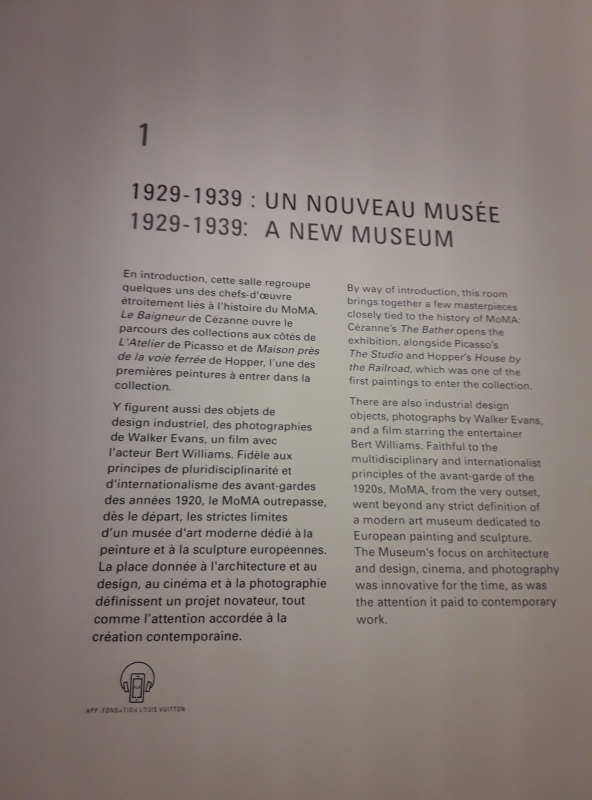 1
1929-1939 : UN NOUVEAU MUSÉE
1929-1939: A NEW MUSEUM
En introduction, cette salle regroupe
quelques uns des chefs-d'œuvre
étroitement liés à l'histoire du MoMA.
Le Baigneur de Cézanne ouvre le
parcours des collections aux côtés de
L'Atelier de Picasso et de Maison près
de la voie ferrée de Hopper, l'une des
premières peintures à entrer dans la
collection.
Y figurent aussi des objets de
design industriel, des photographies
de Walker Evans, un film avec
l'acteur Bert Williams. Fidèle aux
principes de pluridisciplinarité et
d'internationalisme des avant-gardes
des années 1920, le MoMA outrepasse,
dès le départ, les strictes limites
d'un musée d'art moderne dédié à la
peinture et à la sculpture européennes.
La place donnée à l'architecture et au
design, au cinéma et à la photographie
définissent un projet novateur, tout
comme l'attention accordée à la
création contemporaine.
By way of introduction, this room
brings together a few masterpieces
closely tied to the history of MoMA:
Cézanne's The Bather opens the
exhibition, alongside Picasso's
The Studio and Hopper's House by
the Railroad, which was one of the
first paintings to enter the collection.
There are also industrial design
objects, photographs by Walker Evans,
and a film starring the entertainer
Bert Williams. Faithful to the
multidisciplinary and internationalist
principles of the avant-garde of the
1920s, MoMA, from the very outset,
went beyond any strict definition of
a modern art museum dedicated to
European painting and sculpture.
The Museum's focus on architecture
and design, cinema, and photography
was innovative for the time, as was
the attention it paid to contemporary
work.
APP FONDATION LOUIS VUITTON